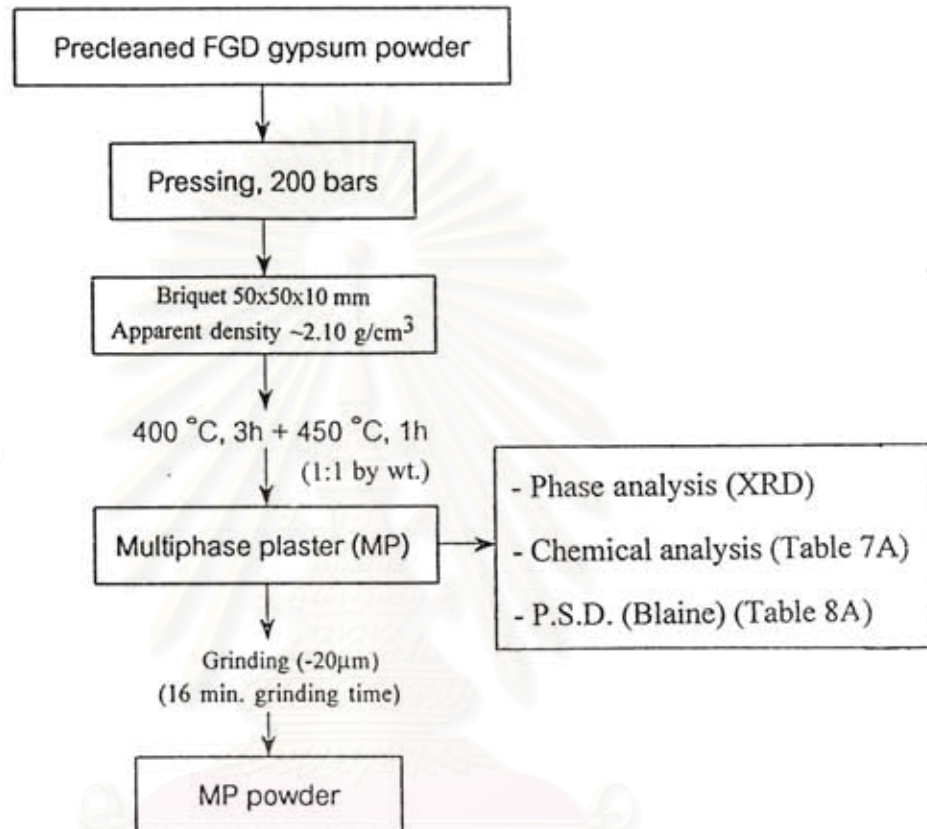 Precleaned FGD gypsum powder
Pressing, 200 bars
Briquet 50x50x10 mm
Apparent density ~2.10 g/cm³
400 °C, 3h + 450 °C, 1h
(1:1 by wt.)
Multiphase plaster (MP)
- Phase analysis (XRD)
- Chemical analysis (Table 7A)
- P.S.D. (Blaine) (Table 8A)
Grinding (-20µm)
(16 min. grinding time)
MP powder